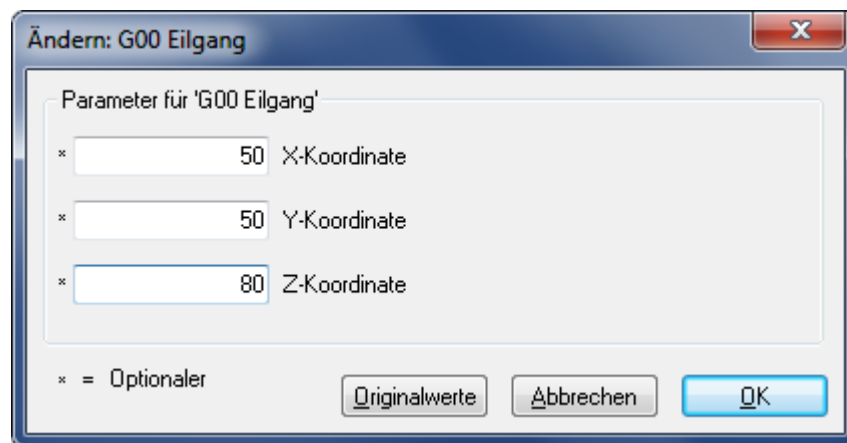 Ändern: G00 Eilgang
Parameter für 'G00 Eilgang'
* 50 X-Koordinate
* 50 Y-Koordinate
* 80 Z-Koordinate
* = Optionaler
Originalwerte Abbrechen OK